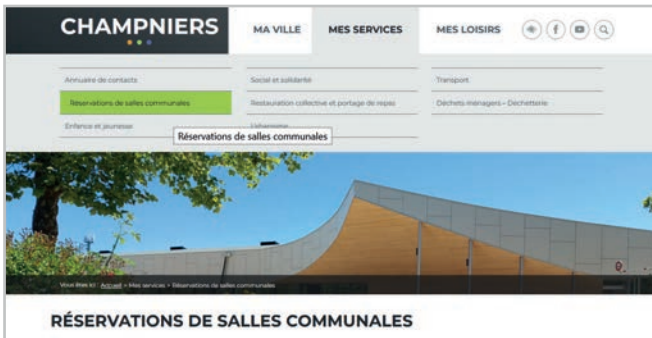 CHAMPNIERS
MA VILLE
MES SERVICES
MES LOISIRS
Annuaire de contacts
Social et solidarité
Transport
Réservations de salles communales
Restauration collective et portage de repas
Déchets ménagers – Déchetterie
Enfance et jeunesse
Urbanisme
Réservations de salles communales
Vous êtes ici : Accueil » Mes services » Réservations de salles communales
RÉSERVATIONS DE SALLES COMMUNALES